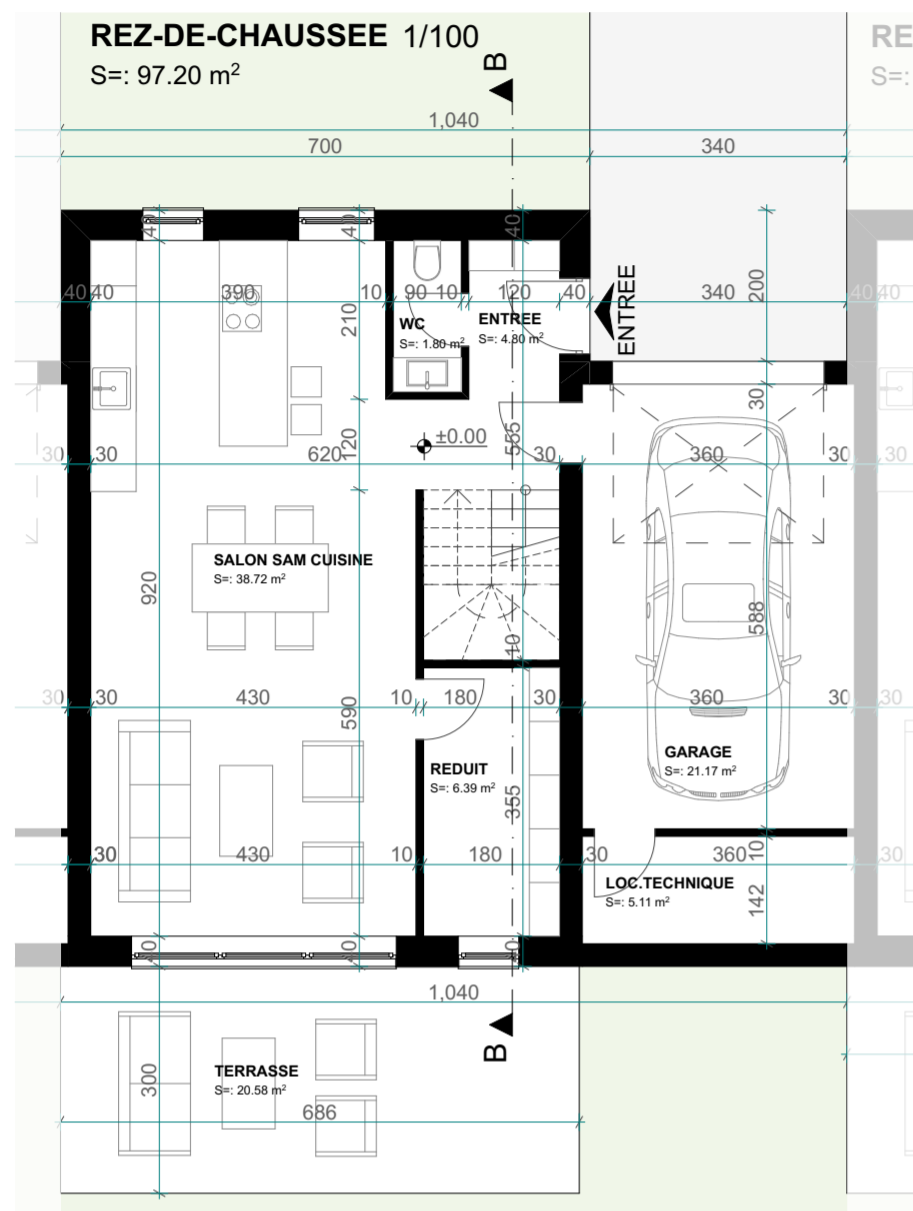 REZ-DE-CHAUSSEE 1/100
S=: 97.20 m²
RE
S=:
B
1,040
700
340
40
40
40
40 40
390
10
90
10
120
40
340
40 40
210
200
ENTREE
WC
S=: 1.80 m²
ENTREE
S=: 4.80 m²
30
±0.00
30
30
620
120
555
30
360
30
30
SALON SAM CUISINE
S=: 38.72 m²
920
588
10
30
30
430
10
180
30
360
30
30
590
GARAGE
S=: 21.17 m²
REDUIT
S=: 6.39 m²
355
30
430
10
180
30
360
10
30
LOC.TECHNIQUE
S=: 5.11 m²
142
40
40
40
1,040
B
TERRASSE
S=: 20.58 m²
300
686